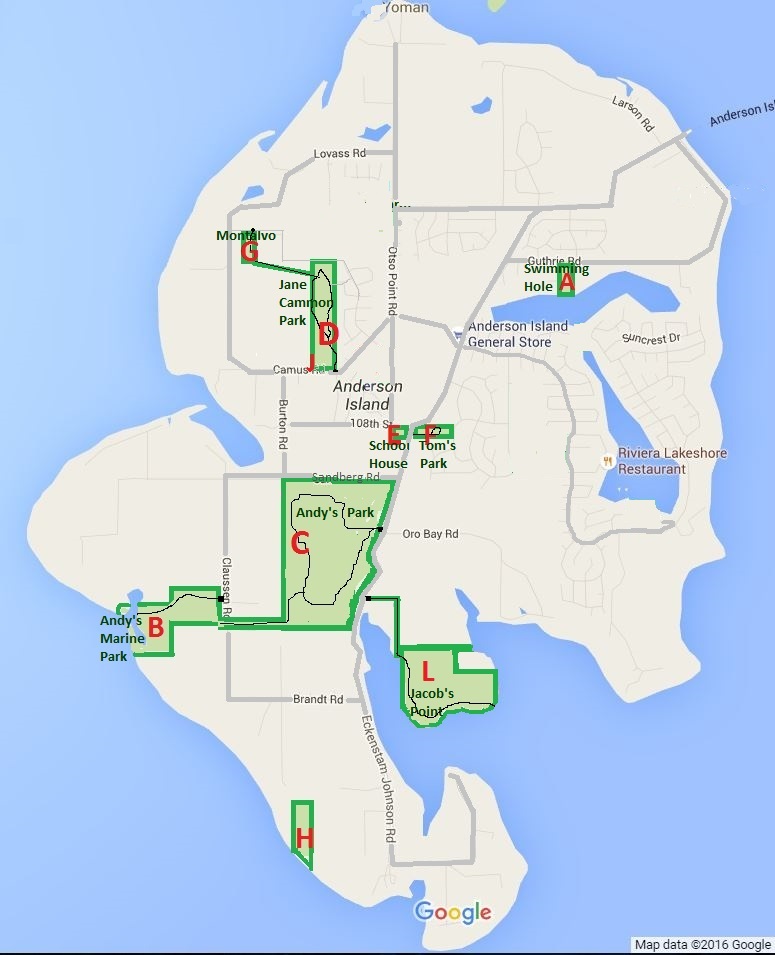 Yoman
Larson Rd
Anderson Isl
Lovass Rd
Montalvo
G
Otso Point Rd
Guthrie Rd
Swimming
Hole
A
Jane
Cammon
Park
D
J
Anderson Island
General Store
Suncrest Dr
Camus Rd
Anderson
Island
Burton Rd
108th St
E
F
School
House
Tom's
Park
Riviera Lakeshore
Restaurant
Sandberg Rd
Andy's Park
C
Oro Bay Rd
Claussen Rd
Andy's
Marine
Park
B
L
Jacob's
Point
Brandt Rd
Eckenstam Johnson Rd
H
Google
Map data ©2016 Google